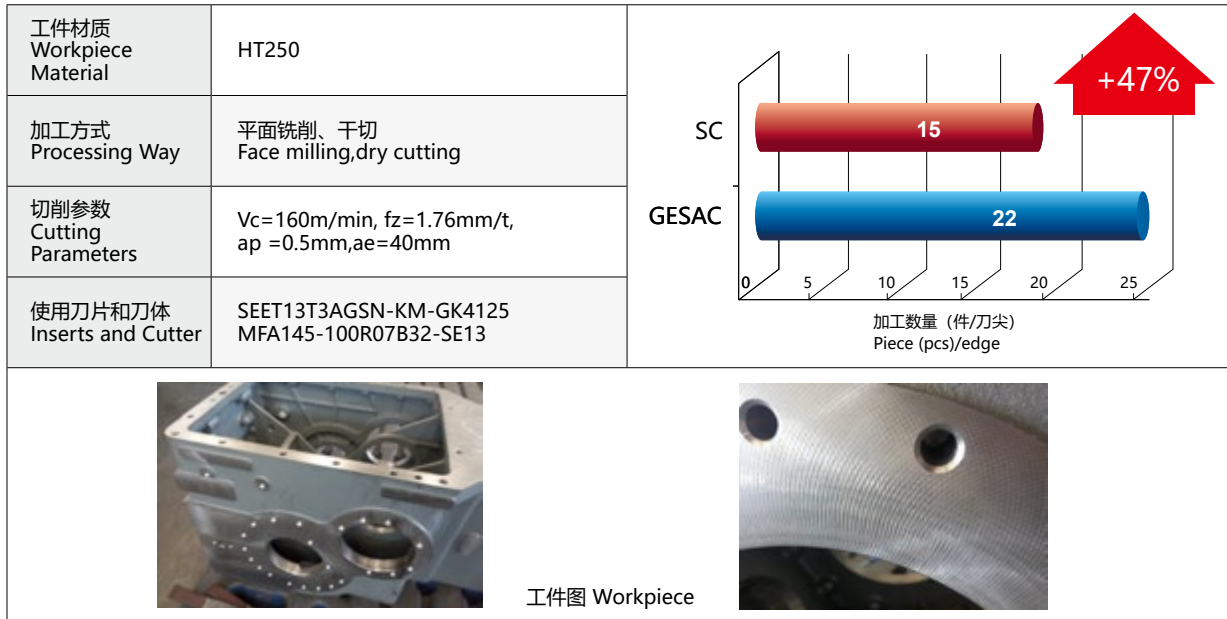 工件材质
Workpiece
Material
HT250
加工方式
Processing Way
平面铣削、干切
Face milling,dry cutting
切削参数
Cutting
Parameters
Vc=160m/min, fz=1.76mm/t,
ap =0.5mm,ae=40mm
使用刀片和刀体
Inserts and Cutter
SEET13T3AGSN-KM-GK4125
MFA145-100R07B32-SE13
+47%
SC
15
GESAC
22
0 5 10 15 20 25
加工数量（件/刀尖）
Piece (pcs)/edge
工件图 Workpiece